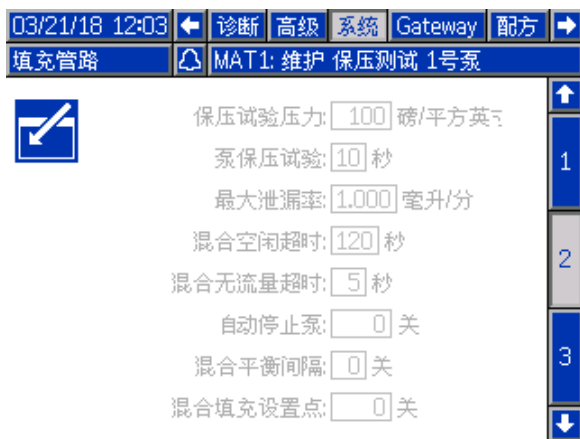 03/21/18 12:03 诊断 高级 系统 Gateway 配方
填充管路 MAT1: 维护 保压测试 1号泵
保压试验压力: 100 磅/平方英寸
泵保压试验: 10 秒
1
最大泄漏率: 1.000 毫升/分
混合空闲超时: 120 秒
2
混合无流量超时: 5 秒
自动停止泵: 0 关
混合平衡间隔: 0 关
3
混合填充设置点: 0 关